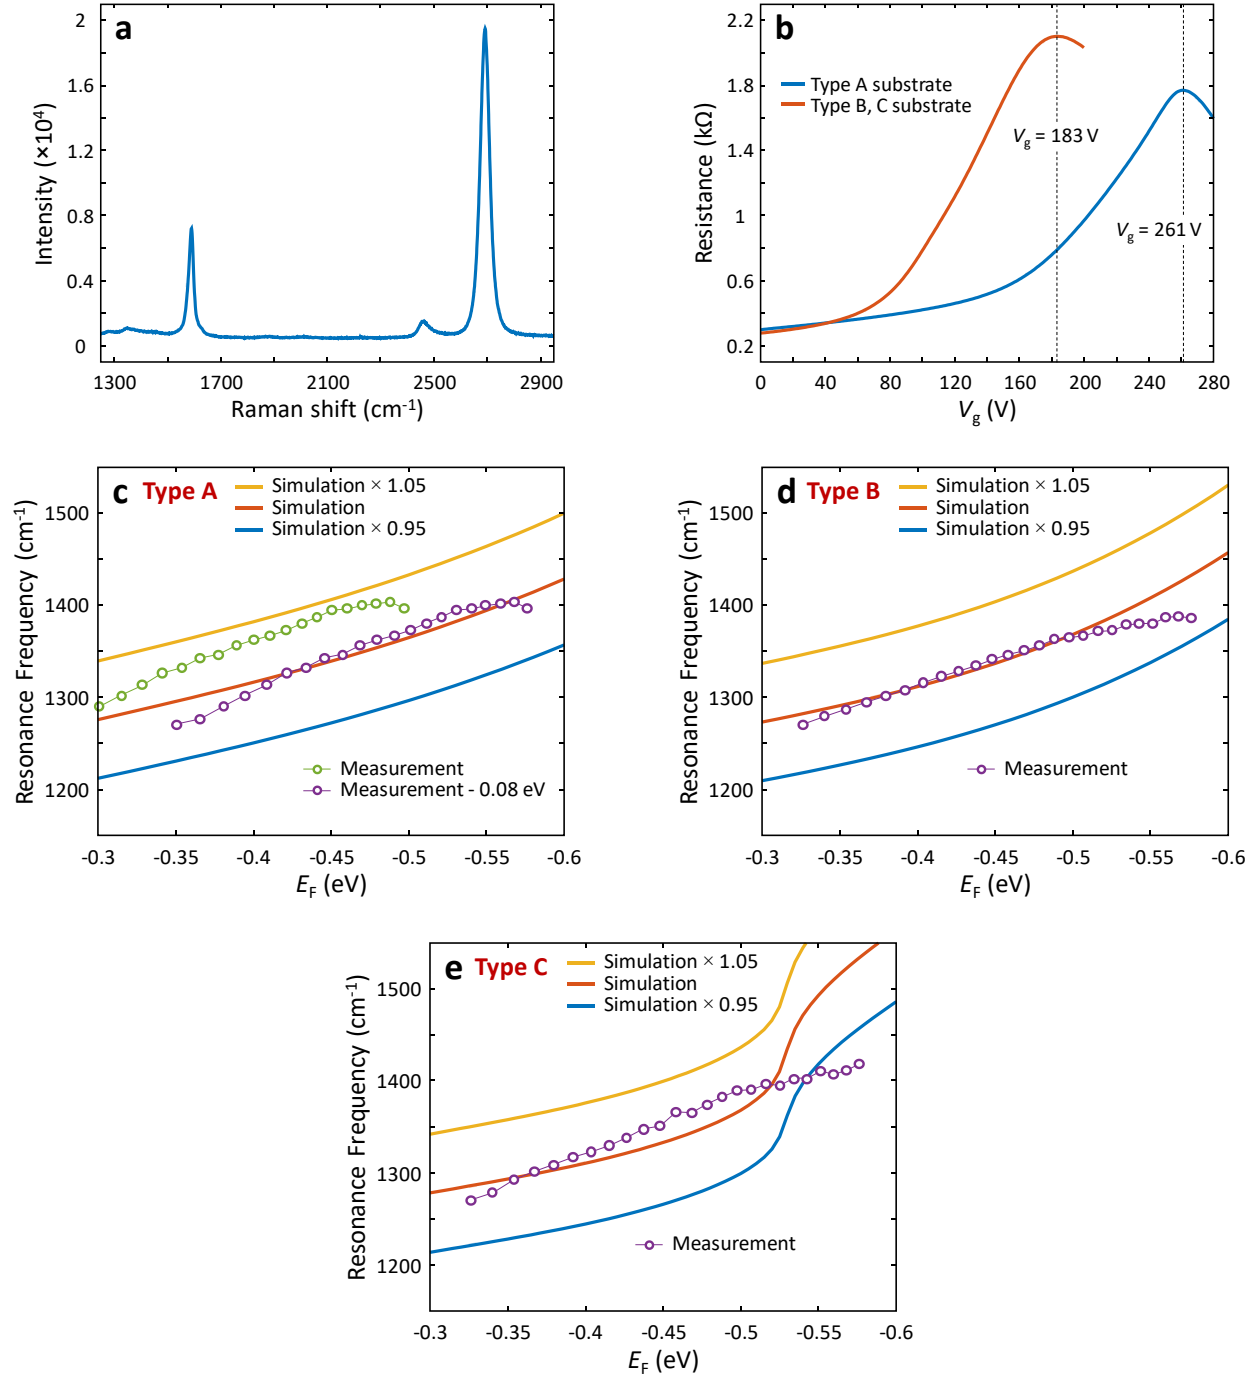 a
Intensity (×10⁴)
2
1.6
1.2
0.8
0.4
0
1300 1700 2100 2500 2900
Raman shift (cm⁻¹)
b
Resistance (kΩ)
2.2
1.8
1.4
1
0.6
0.2
Type A substrate
Type B, C substrate
Vg = 183 V
Vg = 261 V
0 40 80 120 160 200 240 280
Vg (V)
c Type A
Simulation × 1.05
Simulation
Simulation × 0.95
Resonance Frequency (cm⁻¹)
1500
1400
1300
1200
Measurement
Measurement - 0.08 eV
-0.3 -0.35 -0.4 -0.45 -0.5 -0.55 -0.6
EF (eV)
d Type B
Simulation × 1.05
Simulation
Simulation × 0.95
Resonance Frequency (cm⁻¹)
1500
1400
1300
1200
Measurement
-0.3 -0.35 -0.4 -0.45 -0.5 -0.55 -0.6
EF (eV)
e Type C
Simulation × 1.05
Simulation
Simulation × 0.95
Resonance Frequency (cm⁻¹)
1500
1400
1300
1200
Measurement
-0.3 -0.35 -0.4 -0.45 -0.5 -0.55 -0.6
EF (eV)